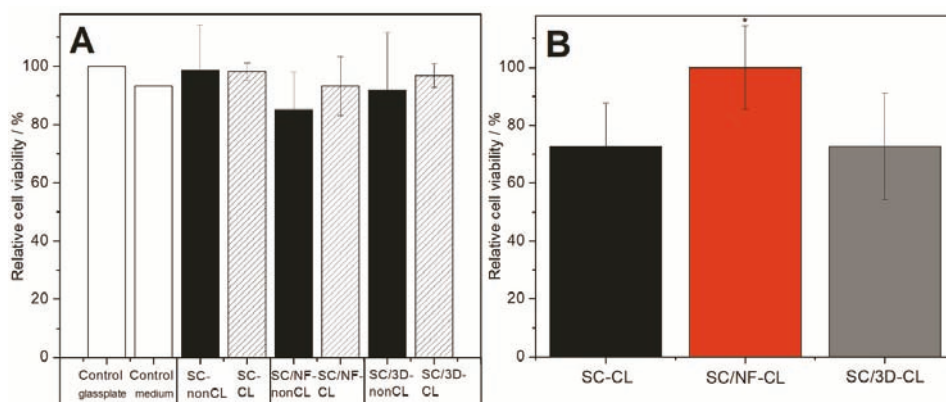 A
Relative cell viability / %
100
80
60
40
20
0
Control
glassplate
Control
medium
SC-
nonCL
SC-
CL
SC/NF-
nonCL
SC/NF-
CL
SC/3D-
nonCL
SC/3D-
CL
B
Relative cell viability / %
100
80
60
40
20
0
SC-CL
SC/NF-CL
SC/3D-CL